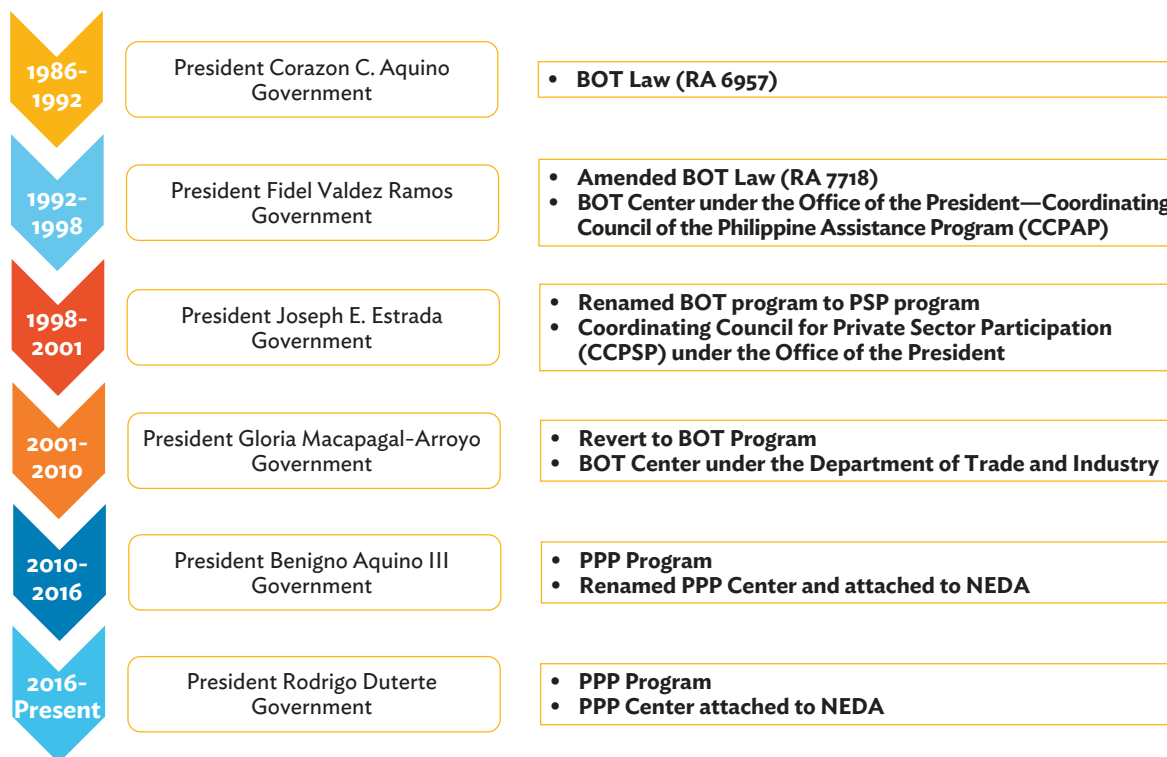 1986-
1992
President Corazon C. Aquino
Government
• BOT Law (RA 6957)
1992-
1998
President Fidel Valdez Ramos
Government
• Amended BOT Law (RA 7718)
• BOT Center under the Office of the President—Coordinating
Council of the Philippine Assistance Program (CCPAP)
1998-
2001
President Joseph E. Estrada
Government
• Renamed BOT program to PSP program
• Coordinating Council for Private Sector Participation
(CCPSP) under the Office of the President
2001-
2010
President Gloria Macapagal-Arroyo
Government
• Revert to BOT Program
• BOT Center under the Department of Trade and Industry
2010-
2016
President Benigno Aquino III
Government
• PPP Program
• Renamed PPP Center and attached to NEDA
2016-
Present
President Rodrigo Duterte
Government
• PPP Program
• PPP Center attached to NEDA